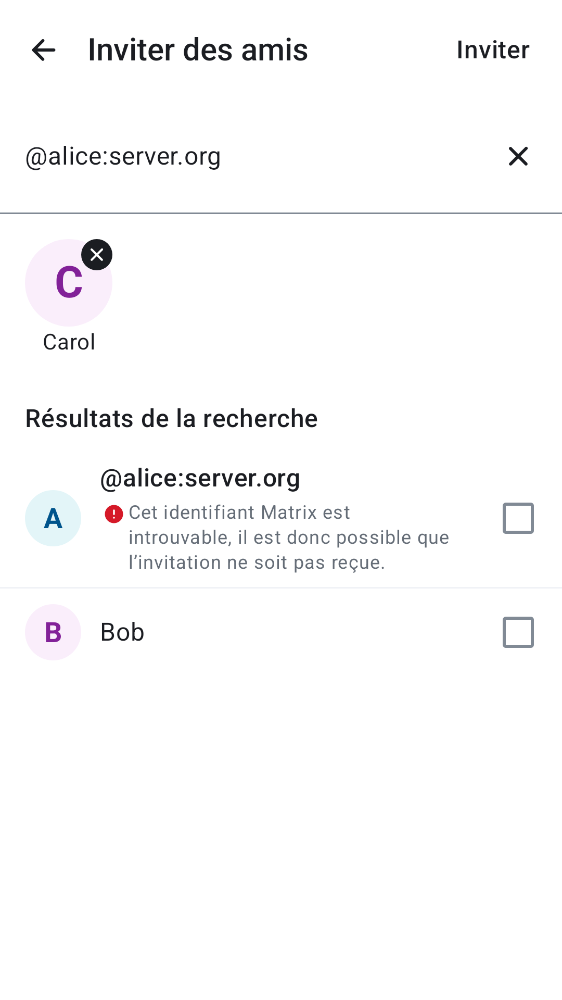 Inviter des amis
Inviter
@alice:server.org
C
Carol
Résultats de la recherche
@alice:server.org
A
Cet identifiant Matrix est
introuvable, il est donc possible que
l’invitation ne soit pas reçue.
B
Bob